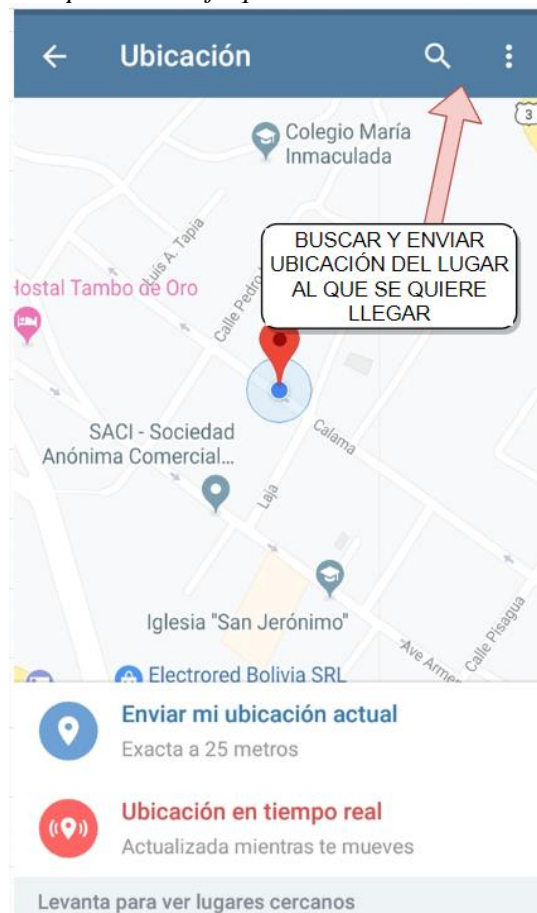 Ubicación
3
Colegio María
Inmaculada
Luis A. Tapia
BUSCAR Y ENVIAR
UBICACIÓN DEL LUGAR
AL QUE SE QUIERE
LLEGAR
Hostal Tambo de Oro
Calle Pedro
Calama
SACI - Sociedad
Anónima Comercial...
Laja
Iglesia "San Jerónimo"
Calle Pisagua
Ave Armen
Electrored Bolivia SRL
Enviar mi ubicación actual
Exacta a 25 metros
Ubicación en tiempo real
Actualizada mientras te mueves
Levanta para ver lugares cercanos